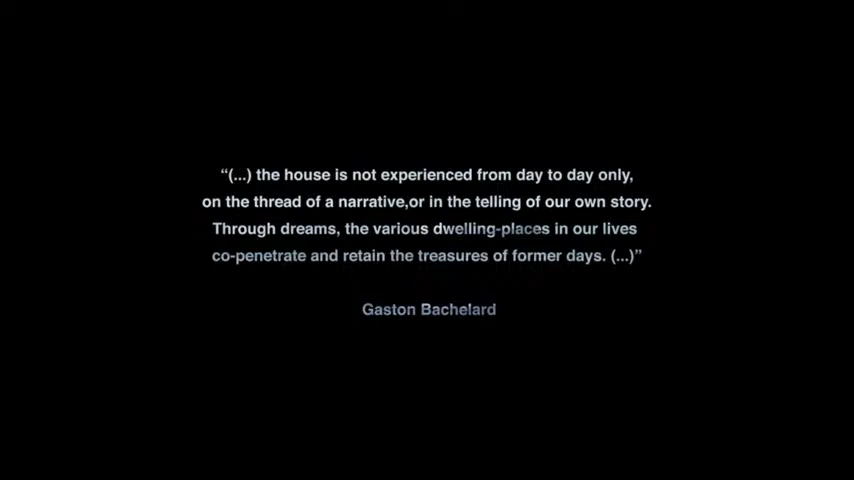 “(...) the house is not experienced from day to day only,
on the thread of a narrative,or in the telling of our own story.
Through dreams, the various dwelling-places in our lives
co-penetrate and retain the treasures of former days. (...)”
Gaston Bachelard